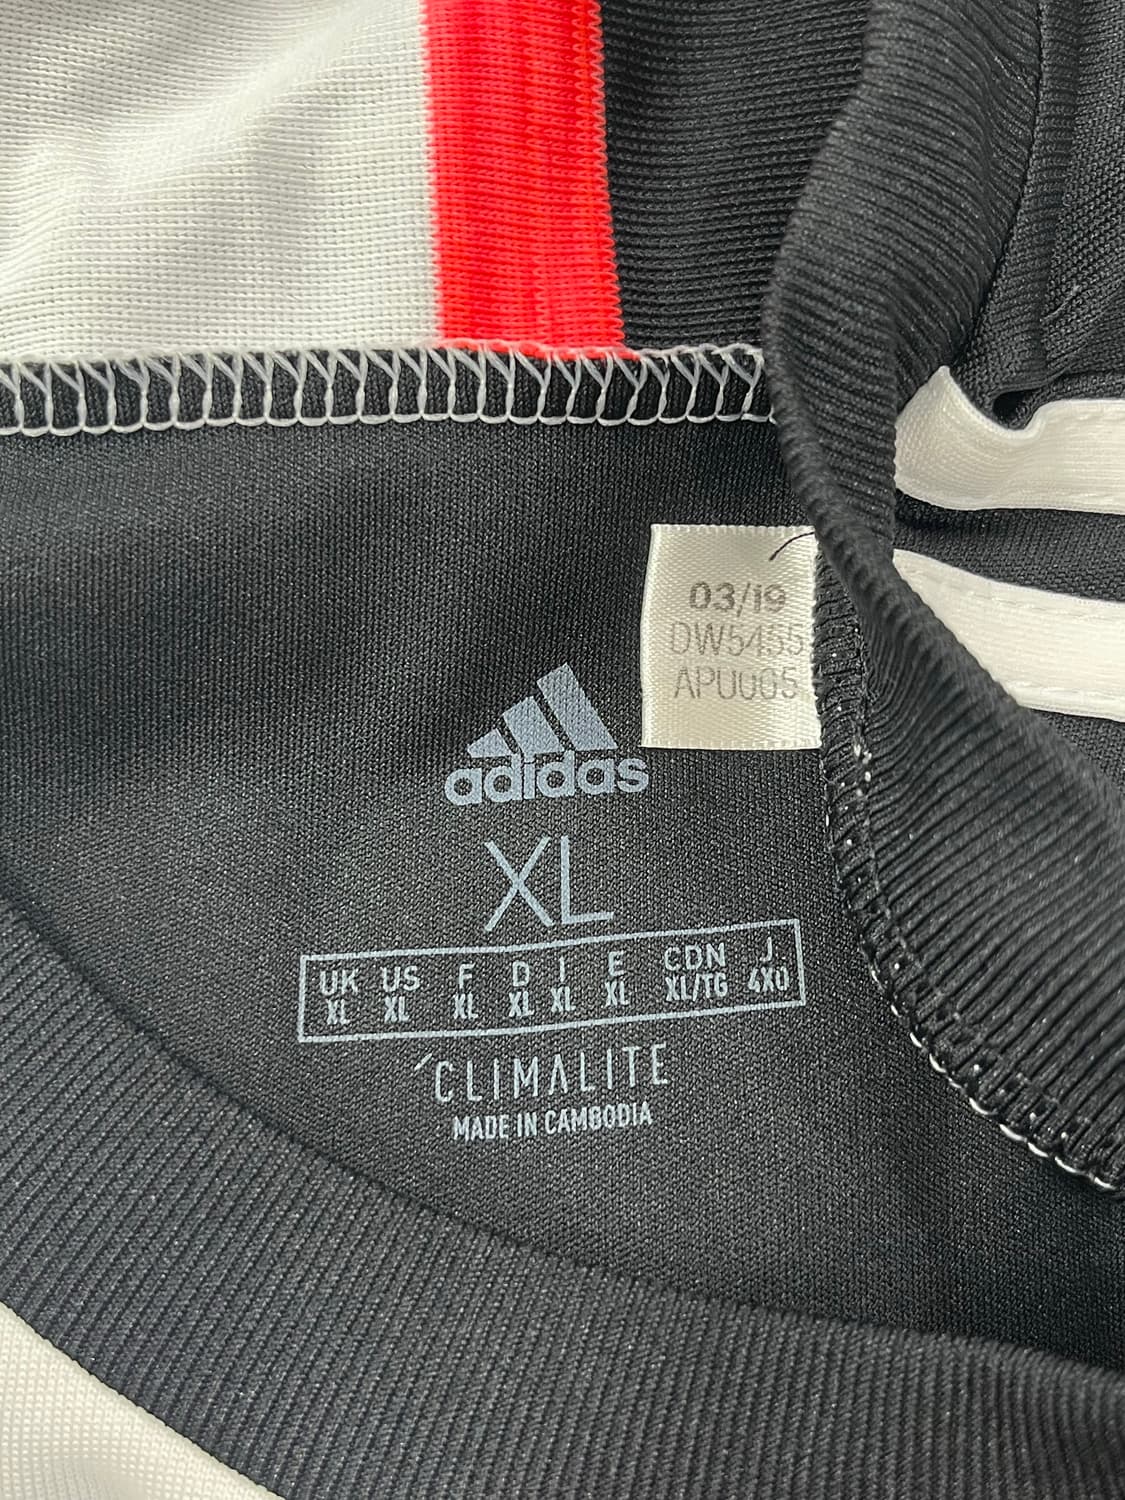 03/19
DW5455
APU005
adidas
XL
UK US F D I E CDN J
XL XL XL XL XL XL XL/TG 4XO
CLIMALITE
MADE IN CAMBODIA